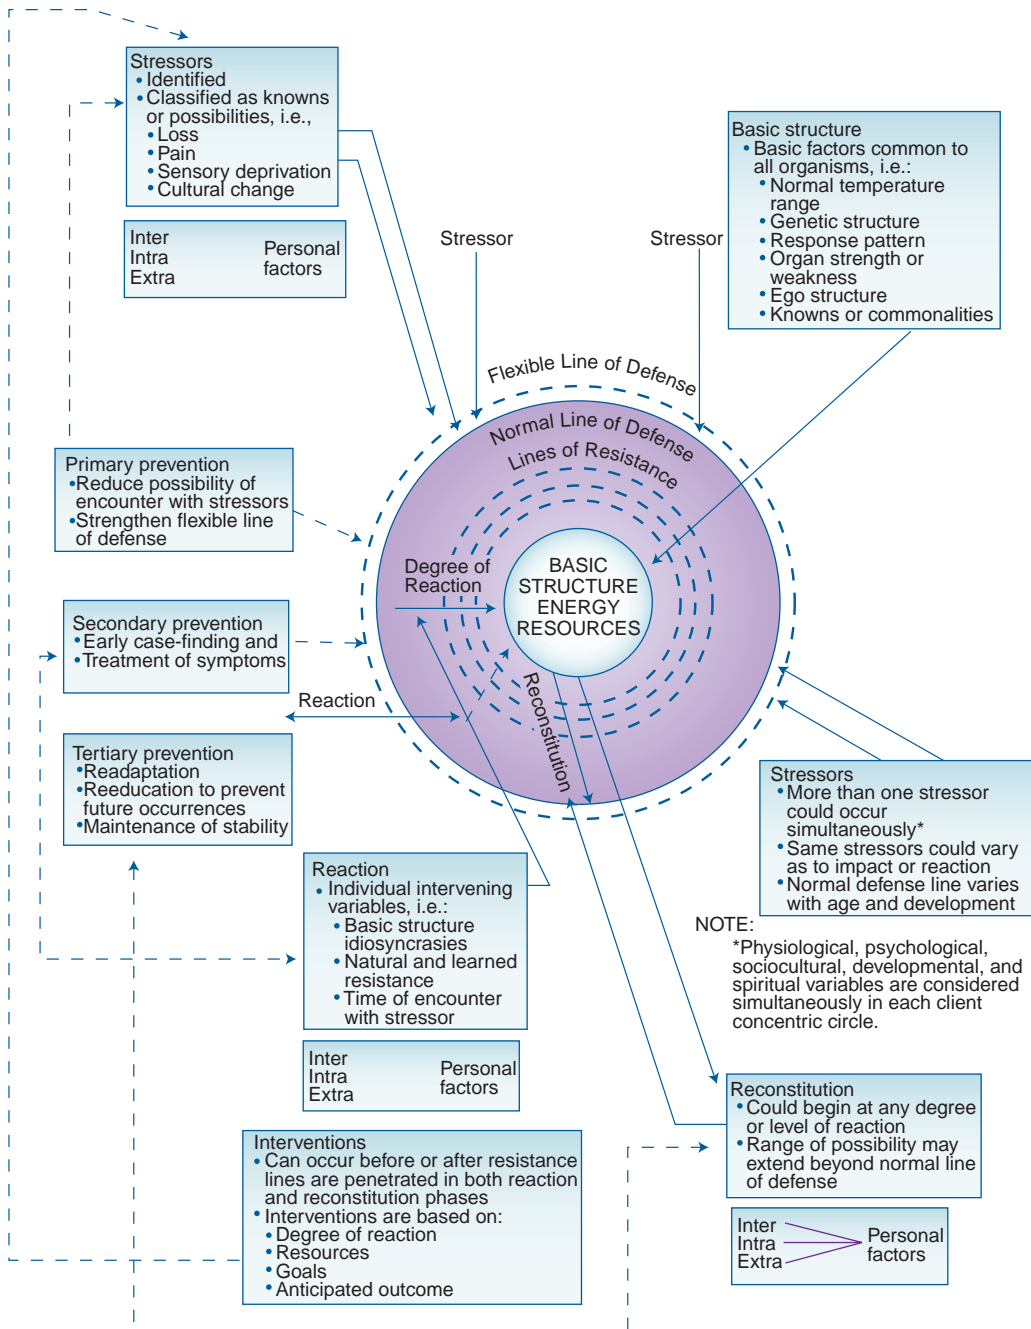 Stressors
• Identified
• Classified as knowns
or possibilities, i.e.,
• Loss
• Pain
• Sensory deprivation
• Cultural change
Inter
Intra
Extra
Personal
factors
Stressor
Stressor
Basic structure
• Basic factors common to
all organisms, i.e.:
• Normal temperature
range
• Genetic structure
• Response pattern
• Organ strength or
weakness
• Ego structure
• Knowns or commonalities
Flexible Line of Defense
Normal Line of Defense
Lines of Resistance
Primary prevention
• Reduce possibility of
encounter with stressors
• Strengthen flexible line
of defense
Degree of
Reaction
BASIC
STRUCTURE
ENERGY
RESOURCES
Secondary prevention
• Early case-finding and
• Treatment of symptoms
Reaction
Reconstitution
Tertiary prevention
• Readaptation
• Reeducation to prevent
future occurrences
• Maintenance of stability
Stressors
• More than one stressor
could occur
simultaneously*
• Same stressors could vary
as to impact or reaction
• Normal defense line varies
with age and development
Reaction
• Individual intervening
variables, i.e.:
• Basic structure
idiosyncrasies
• Natural and learned
resistance
• Time of encounter
with stressor
NOTE:
*Physiological, psychological,
sociocultural, developmental, and
spiritual variables are considered
simultaneously in each client
concentric circle.
Inter
Intra
Extra
Personal
factors
Reconstitution
• Could begin at any degree
or level of reaction
• Range of possibility may
extend beyond normal line
of defense
Interventions
• Can occur before or after resistance
lines are penetrated in both reaction
and reconstitution phases
• Interventions are based on:
• Degree of reaction
• Resources
• Goals
• Anticipated outcome
Inter
Intra
Extra
Personal
factors